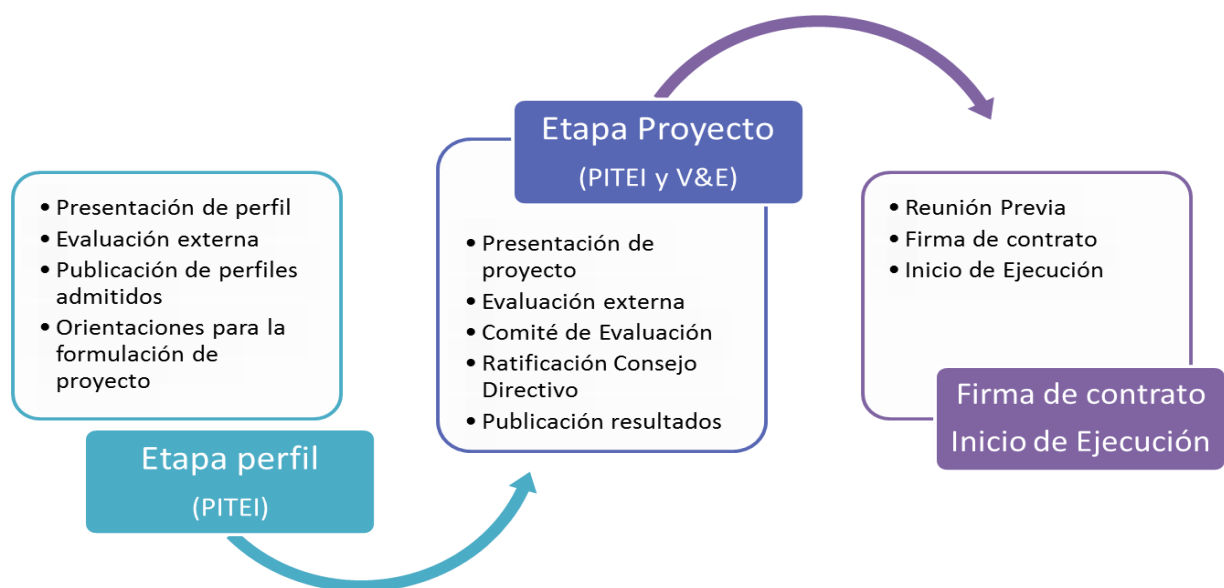 • Presentación de perfil
• Evaluación externa
• Publicación de perfiles
admitidos
• Orientaciones para la
formulación de
proyecto
Etapa perfil
(PITEI)
Etapa Proyecto
(PITEI y V&E)
• Presentación de
proyecto
• Evaluación externa
• Comité de Evaluación
• Ratificación Consejo
Directivo
• Publicación resultados
• Reunión Previa
• Firma de contrato
• Inicio de Ejecución
Firma de contrato
Inicio de Ejecución